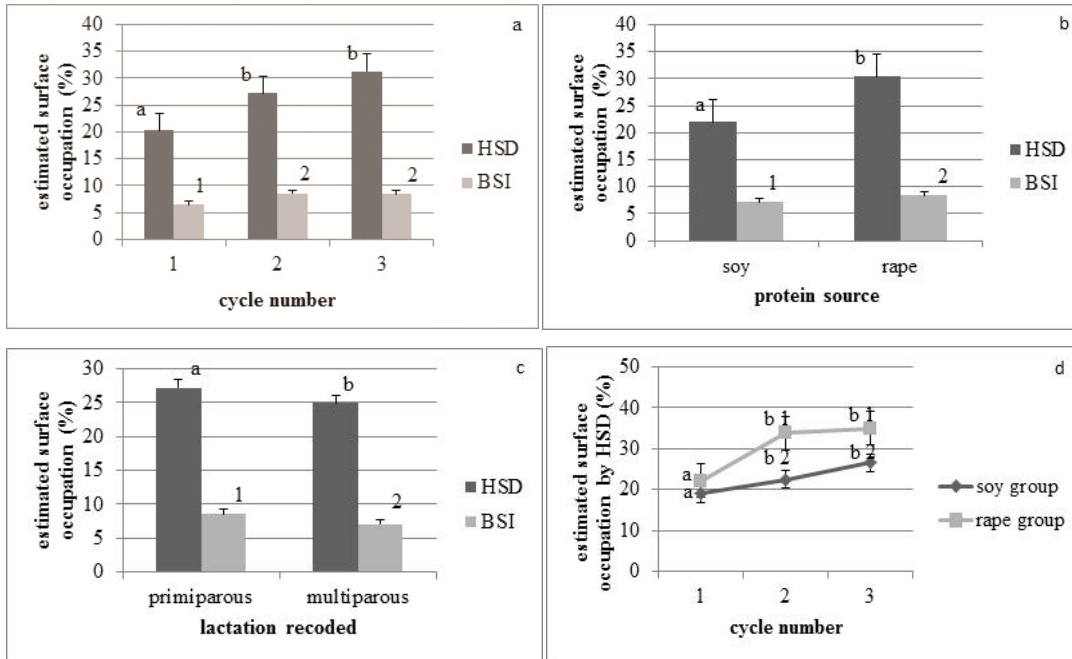 a
estimated surface
occupation (%)
40
35
30
25
20
15
10
5
0
a
b
b
1
2
2
HSD
BSI
1 2 3
cycle number
b
estimated surface
occupation (%)
40
35
30
25
20
15
10
5
0
a
b
1
2
HSD
BSI
soy rape
protein source
c
estimated surface
occupation (%)
30
25
20
15
10
5
0
a
b
1
2
HSD
BSI
primiparous multiparous
lactation recoded
d
estimated surface
occupation by HSD (%)
50
40
30
20
10
0
b 1
b 1
b 2
b 2
a
a
soy group
rape group
1 2 3
cycle number